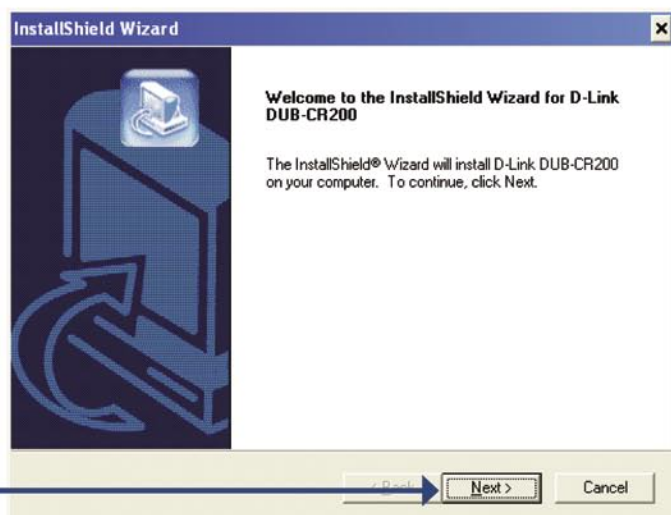 InstallShield Wizard
Welcome to the InstallShield Wizard for D-Link
DUB-CR200
The InstallShield® Wizard will install D-Link DUB-CR200
on your computer. To continue, click Next.
< Back
Next >
Cancel